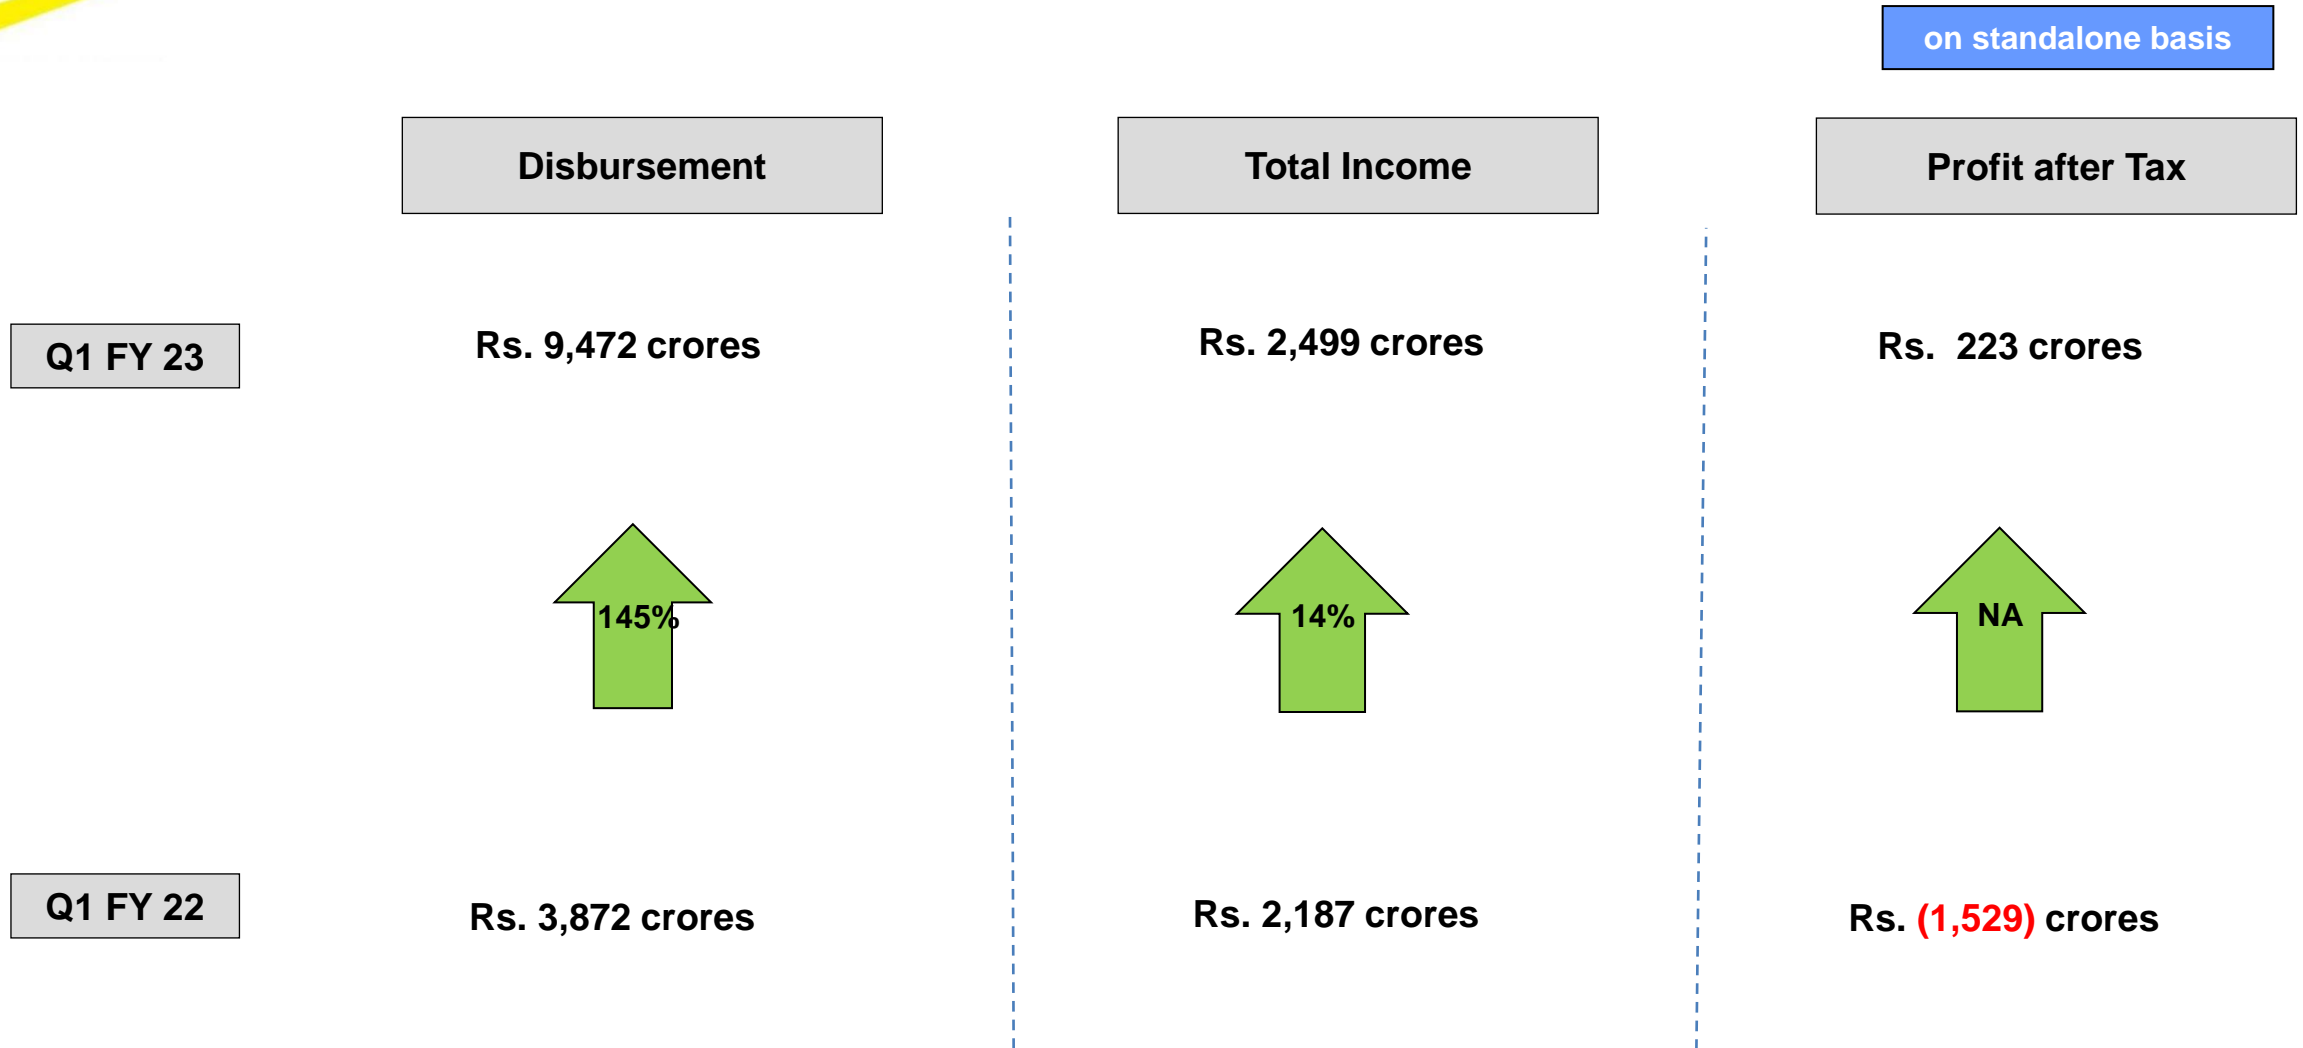 on standalone basis
Disbursement
Total Income
Profit after Tax
Q1 FY 23
Rs. 9,472 crores
Rs. 2,499 crores
Rs. 223 crores
145%
14%
NA
Q1 FY 22
Rs. 3,872 crores
Rs. 2,187 crores
Rs. (1,529) crores